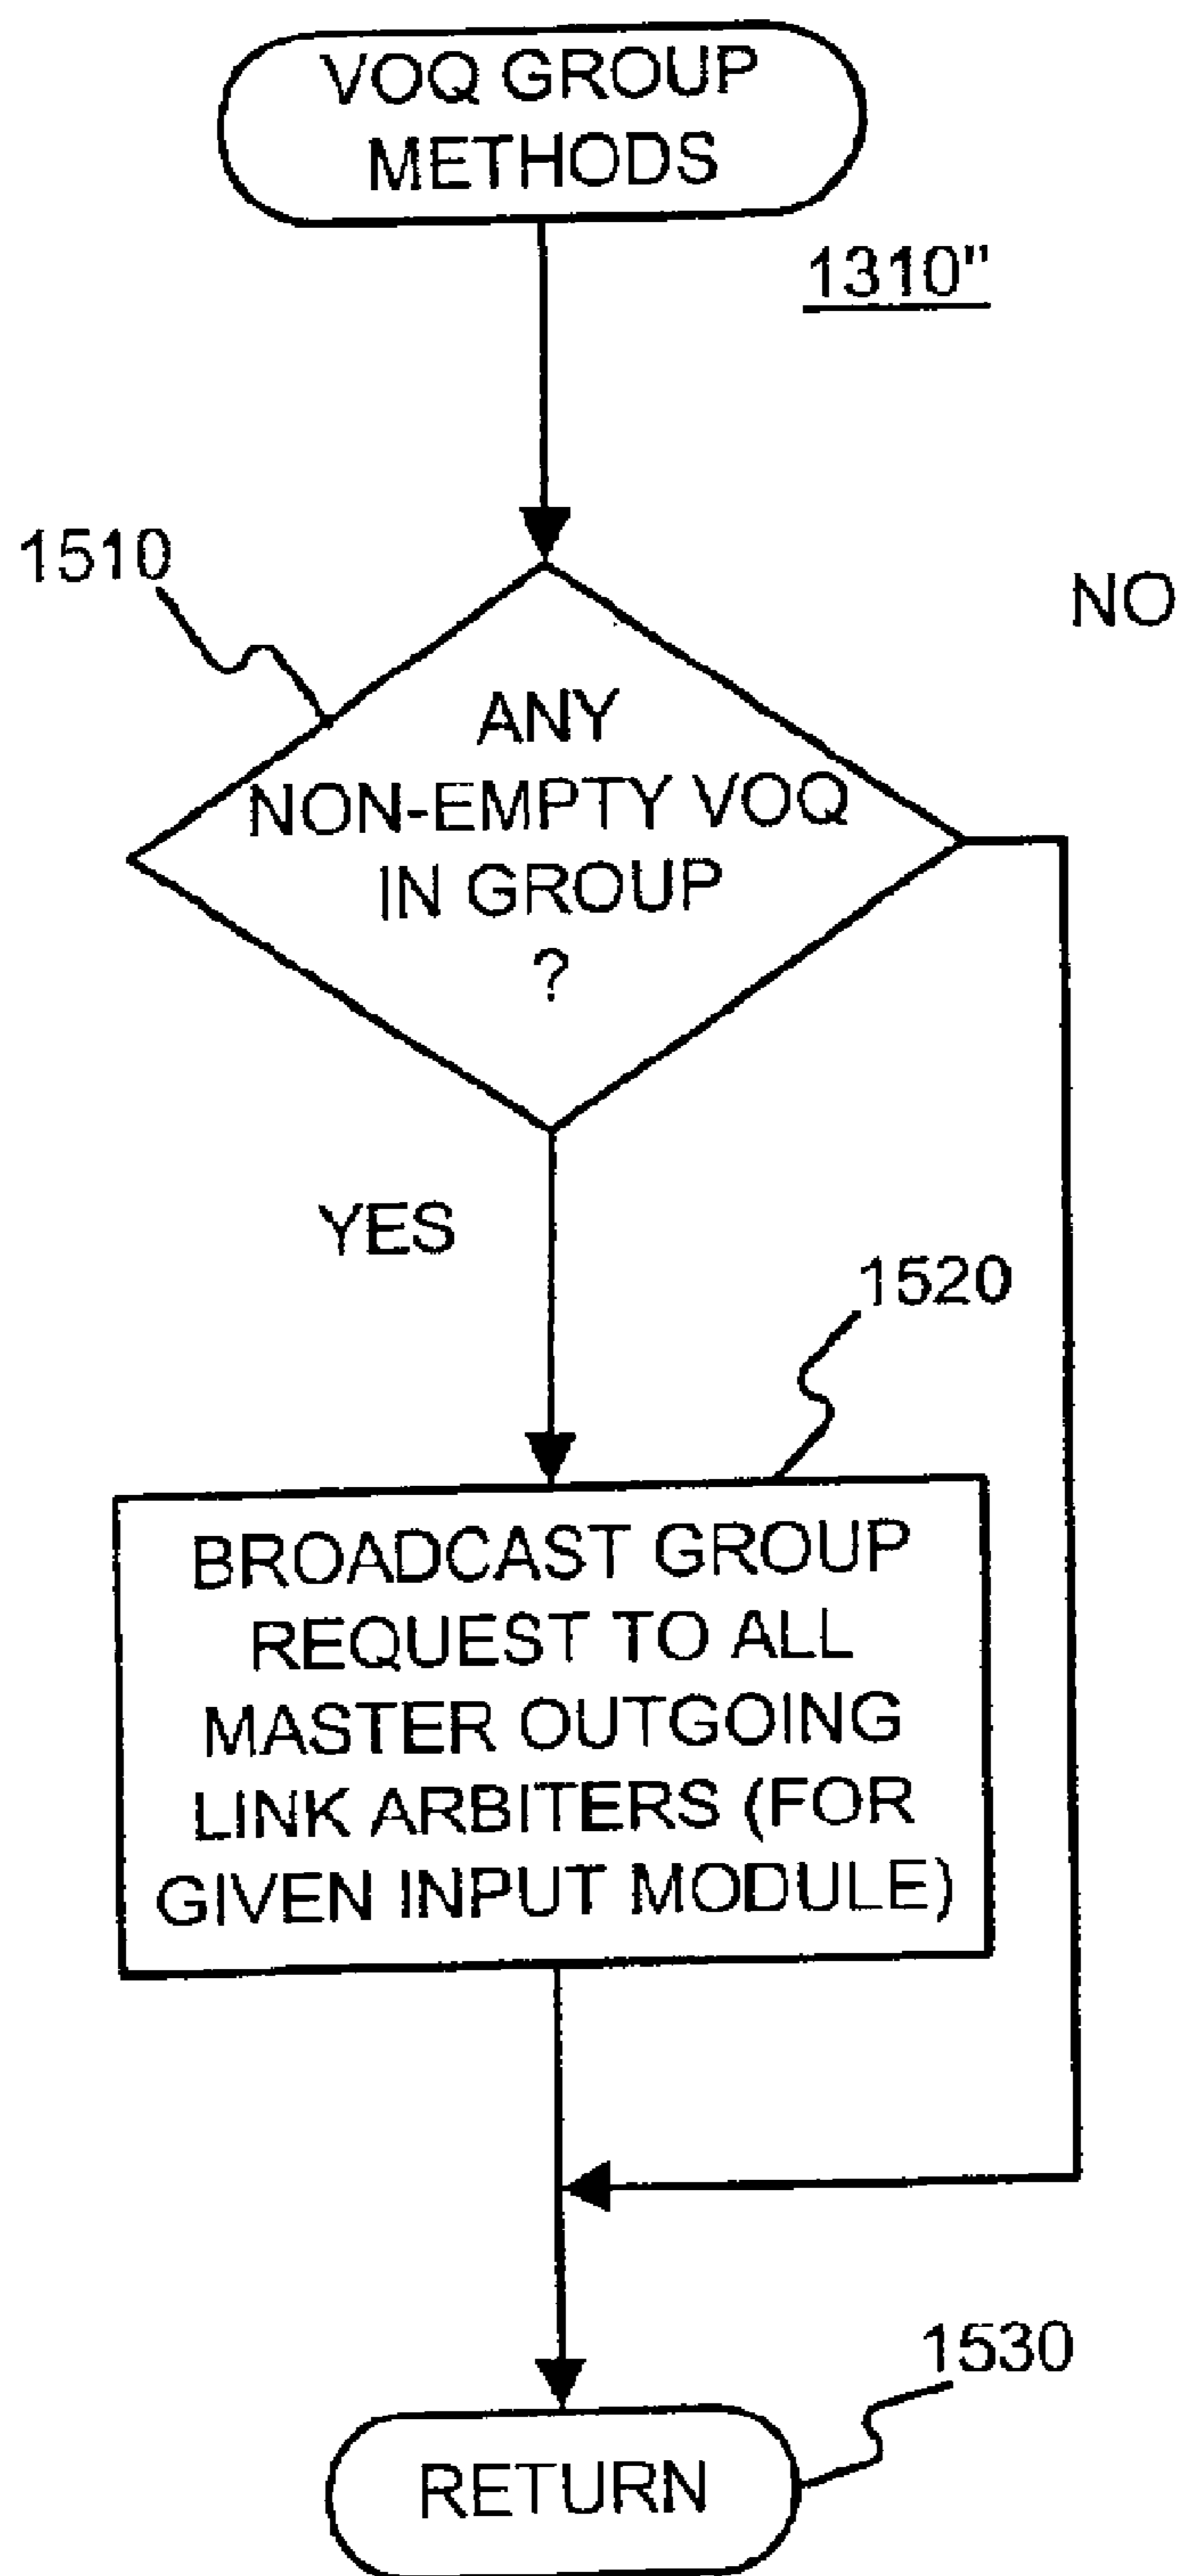 VOQ GROUP
METHODS
1310"
1510
NO
ANY
NON-EMPTY VOQ
IN GROUP
?
YES
1520
BROADCAST GROUP
REQUEST TO ALL
MASTER OUTGOING
LINK ARBITERS (FOR
GIVEN INPUT MODULE)
1530
RETURN